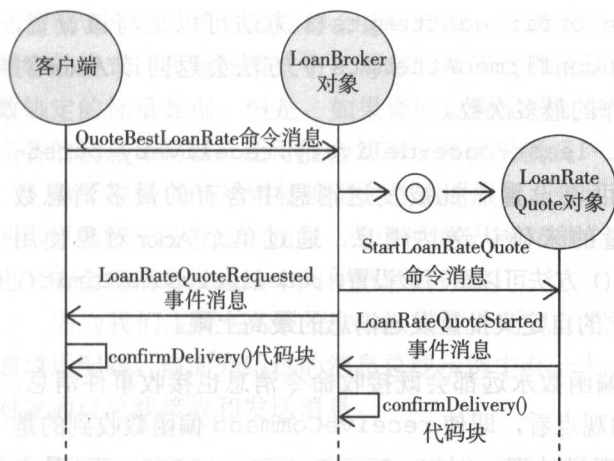 客户端
LoanBroker
对象
QuoteBestLoanRate命令消息
LoanRate
Quote对象
StartLoanRateQuote
命令消息
LoanRateQuoteRequested
事件消息
LoanRateQuoteStarted
事件消息
confirmDelivery()代码块
confirmDelivery()
代码块